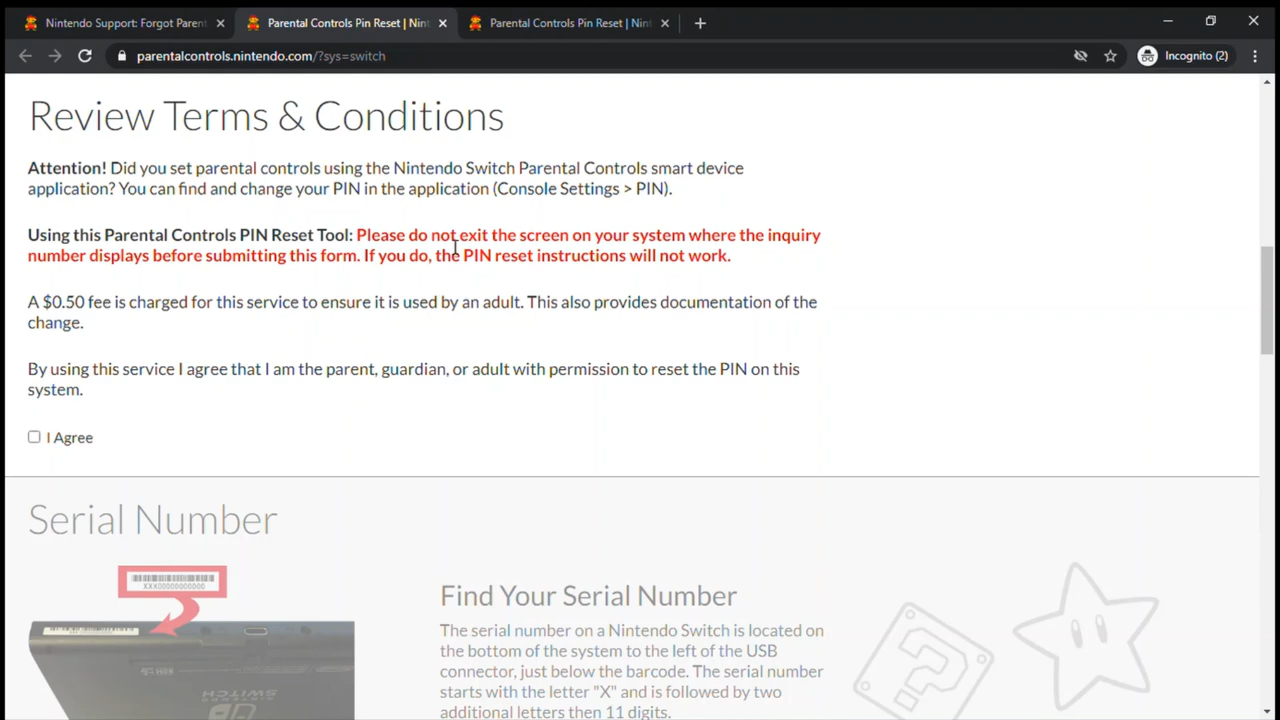 Nintendo Support: Forgot Parent
Parental Controls Pin Reset | Nint
Parental Controls Pin Reset | Nint
parentalcontrols.nintendo.com/?sys=switch
Incognito (2)
Review Terms & Conditions
Attention! Did you set parental controls using the Nintendo Switch Parental Controls smart device
application? You can find and change your PIN in the application (Console Settings > PIN).
Using this Parental Controls PIN Reset Tool: Please do not exit the screen on your system where the inquiry
number displays before submitting this form. If you do, the PIN reset instructions will not work.
A $0.50 fee is charged for this service to ensure it is used by an adult. This also provides documentation of the
change.
By using this service I agree that I am the parent, guardian, or adult with permission to reset the PIN on this
system.
I Agree
Serial Number
XXX00000000000
Find Your Serial Number
The serial number on a Nintendo Switch is located on
the bottom of the system to the left of the USB
connector, just below the barcode. The serial number
starts with the letter "X" and is followed by two
additional letters then 11 digits.
SWITCH